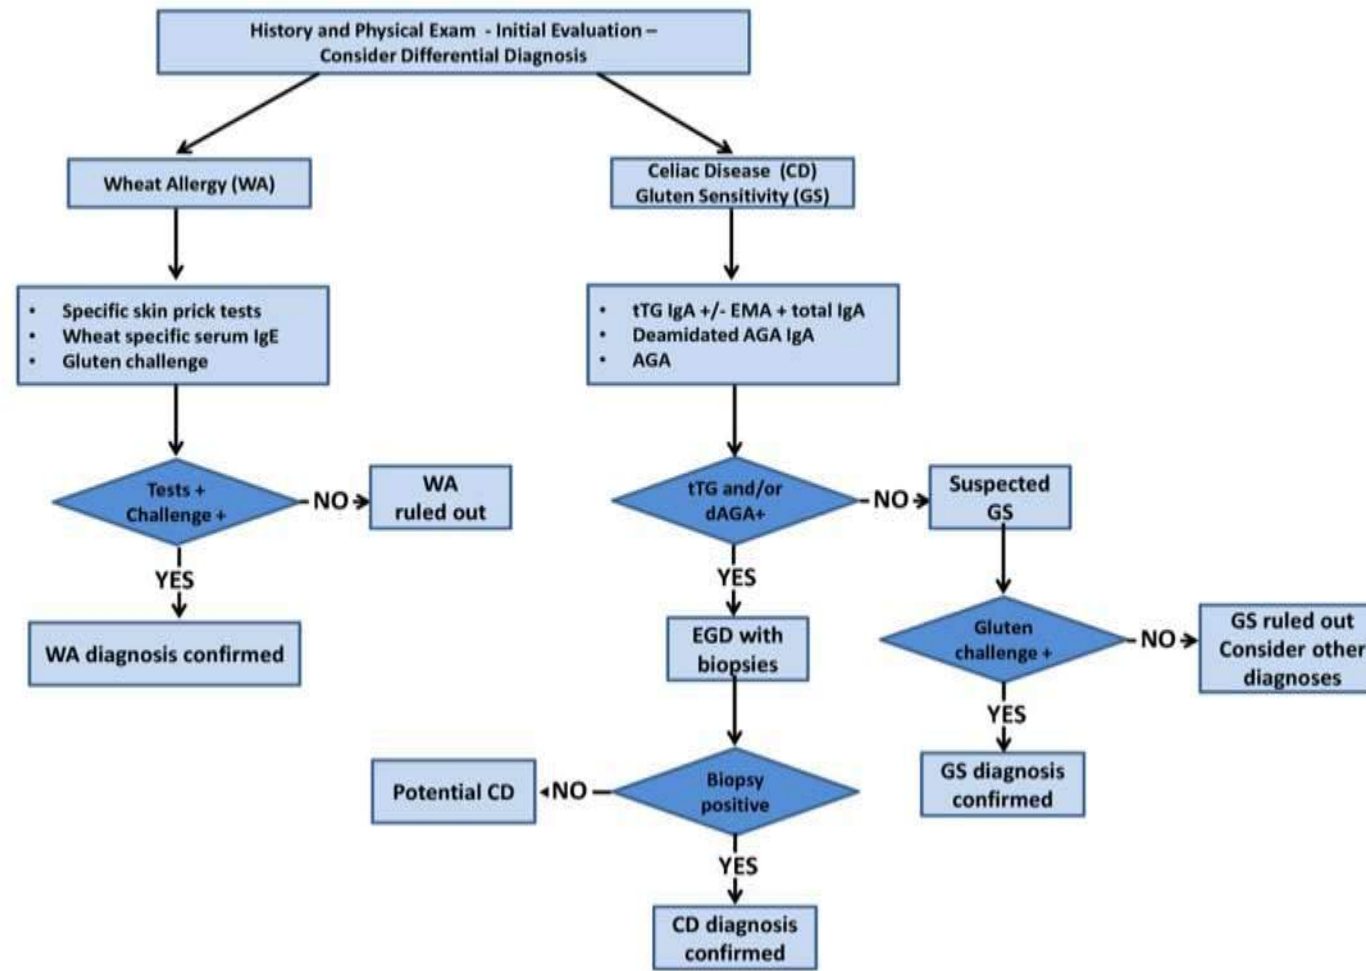 History and Physical Exam  - Initial Evaluation –
Consider Differential Diagnosis
Wheat Allergy (WA)
Celiac Disease  (CD)
Gluten Sensitivity (GS)
• Specific skin prick tests
• Wheat specific serum IgE
• Gluten challenge
• tTG IgA +/- EMA + total IgA
• Deamidated AGA IgA
• AGA
Tests +
Challenge +
NO
WA
ruled out
tTG and/or
dAGA+
NO
Suspected
GS
YES
YES
WA diagnosis confirmed
EGD with
biopsies
Gluten
challenge +
NO
GS ruled out
Consider other
diagnoses
YES
Potential CD
NO
Biopsy
positive
GS diagnosis
confirmed
YES
CD diagnosis
confirmed